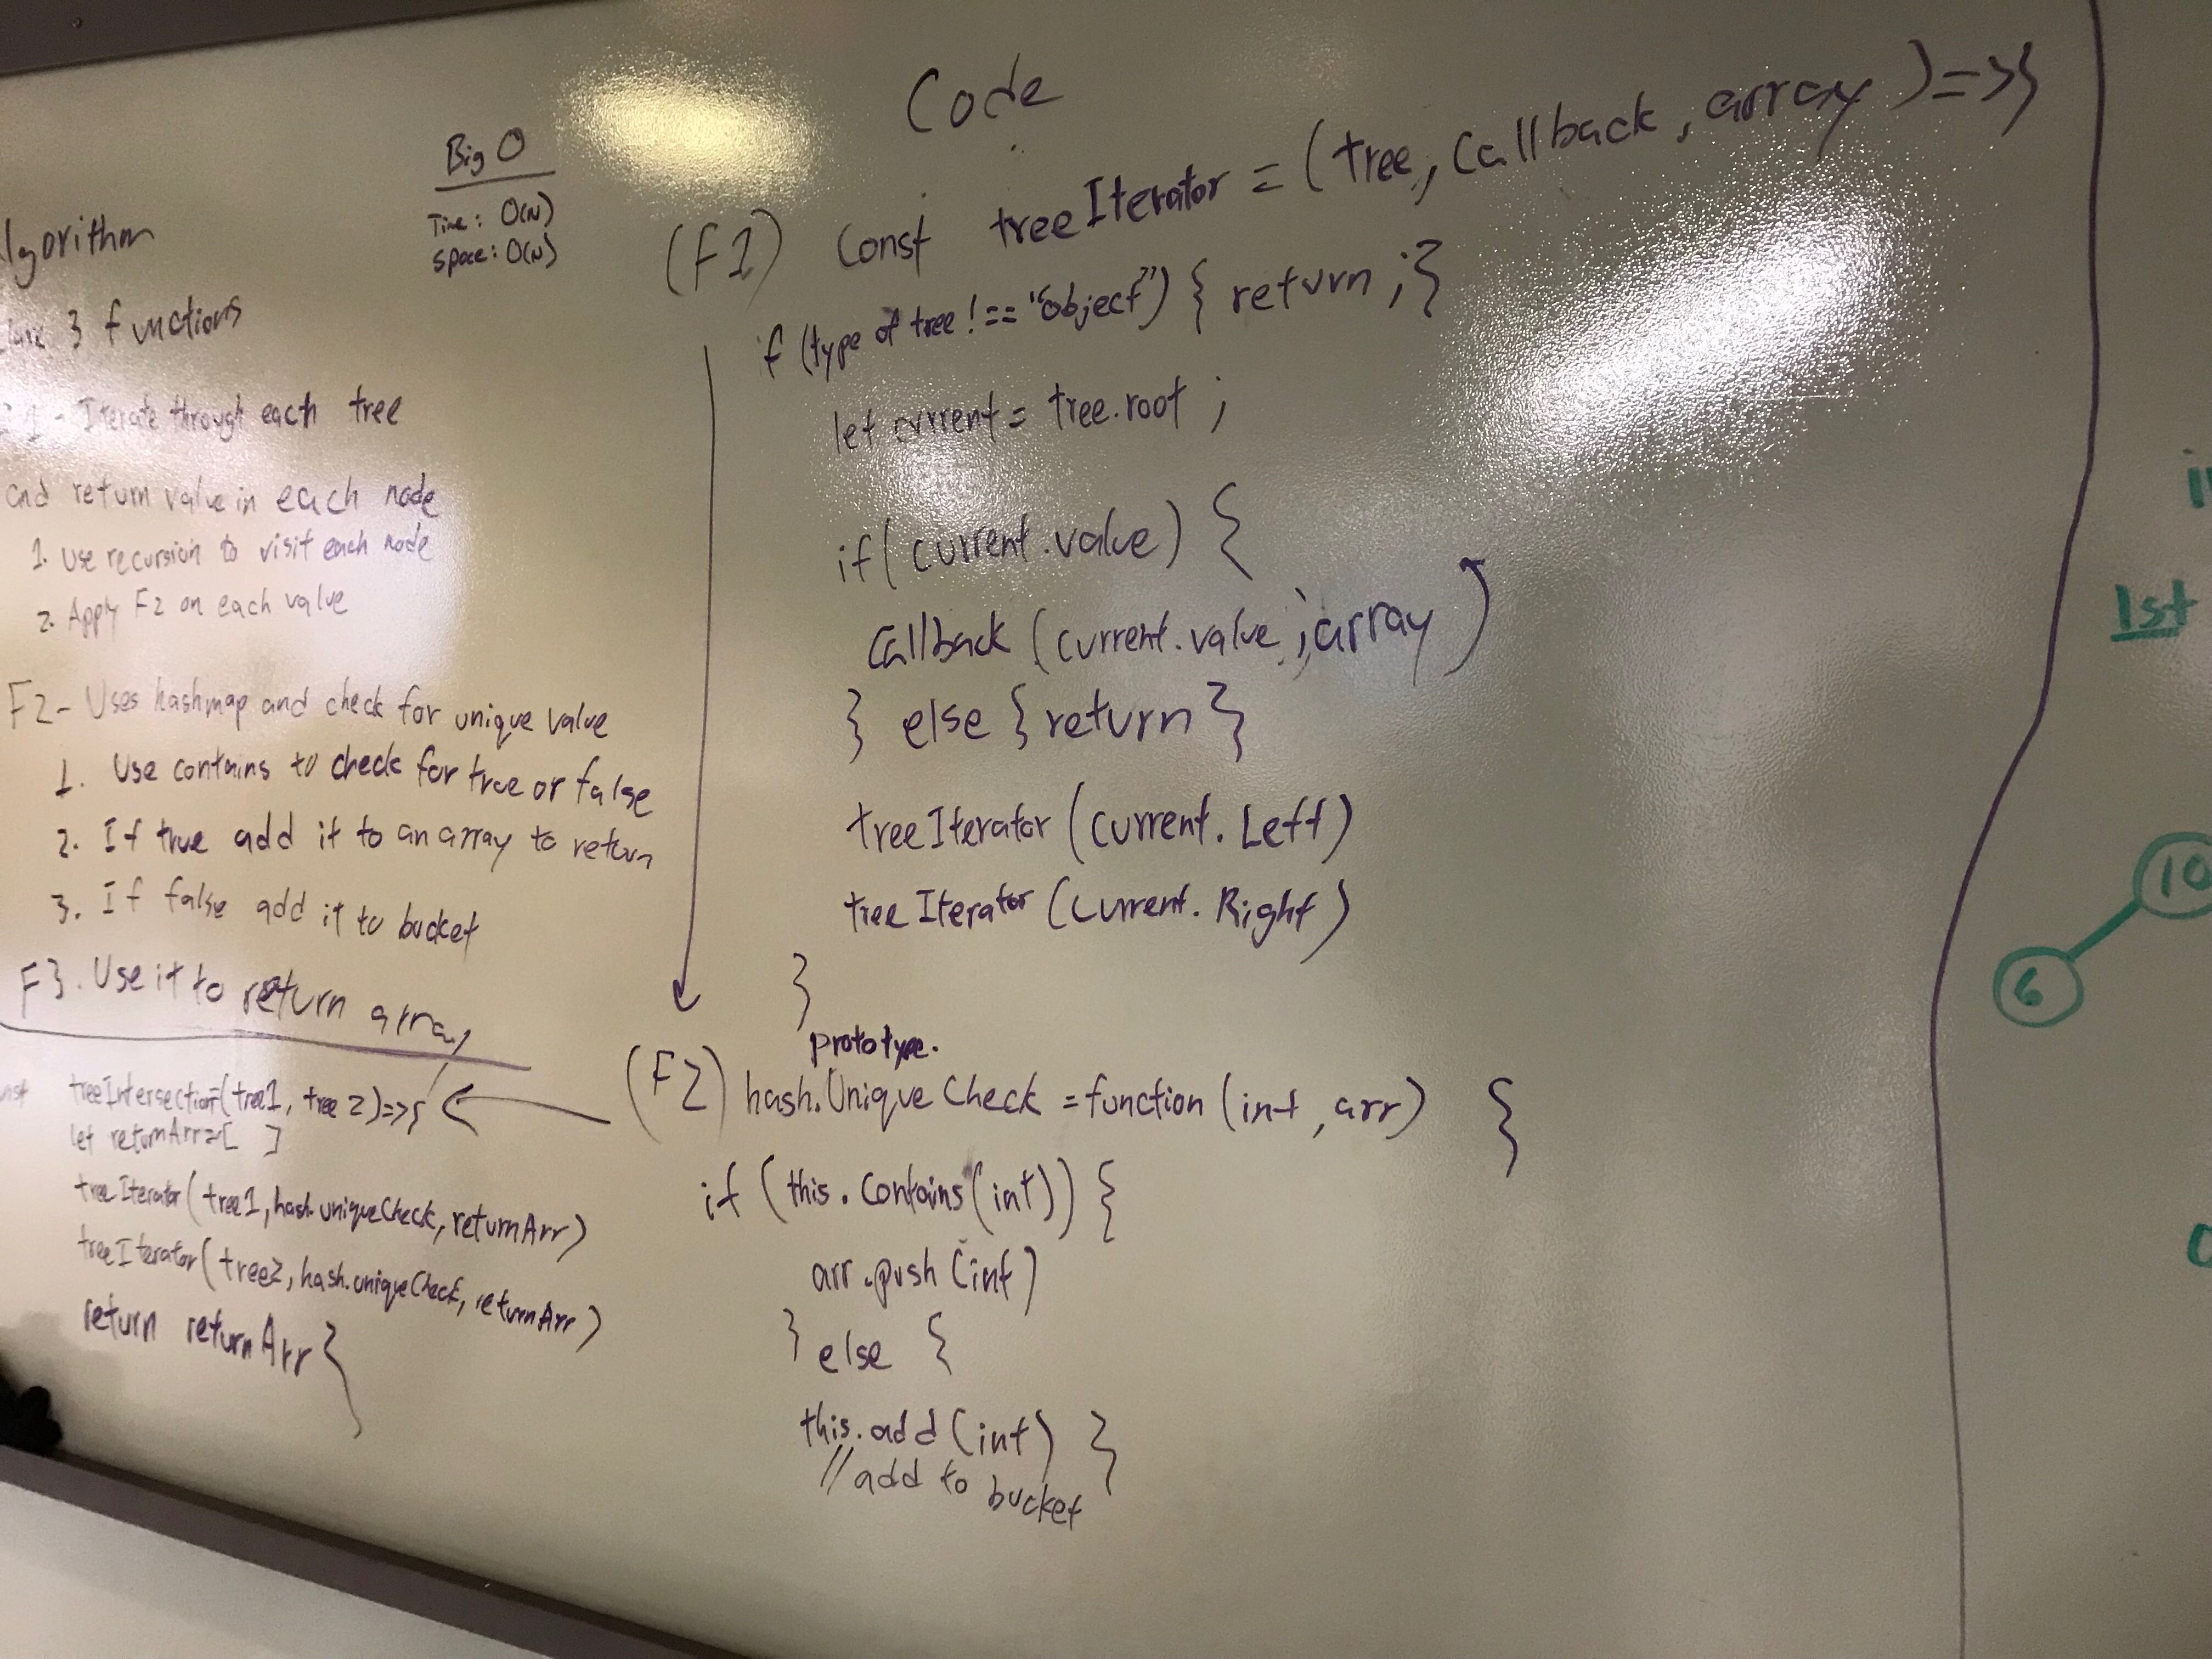 lgorithm
3 functions
1 - Iterate through each tree
and return value in each node
1. Use recursion to visit each node
2. Apply F2 on each value
F2- Uses hashmap and check for unique value
1. Use contains to check for true or false
2. If true add it to an array to return
3. If false add it to bucket
F3. Use it to return array
treeIntersection=(tree1, tree2)=>{
let returnArr=[ ]
treeIterator(tree1, hash.uniqueCheck, returnArr)
treeIterator(tree2, hash.uniqueCheck, returnArr)
return returnArr}
Big O
Time: O(N)
Space: O(N)
Code
(F1) Const treeIterator = (tree, Callback, array)=>{
if (type of tree !== "object") { return ;}
let current = tree.root ;
if( current.value) {
Callback (current.value , array)
} else {return}
treeIterator (current.Left)
treeIterator (current.Right)
}
prototype.
(F2) hash.Unique Check = function (int, arr) {
if (this.Contains(int)) {
arr.push(int)
} else {
this.add(int) }
// add to bucket
1st
10
6